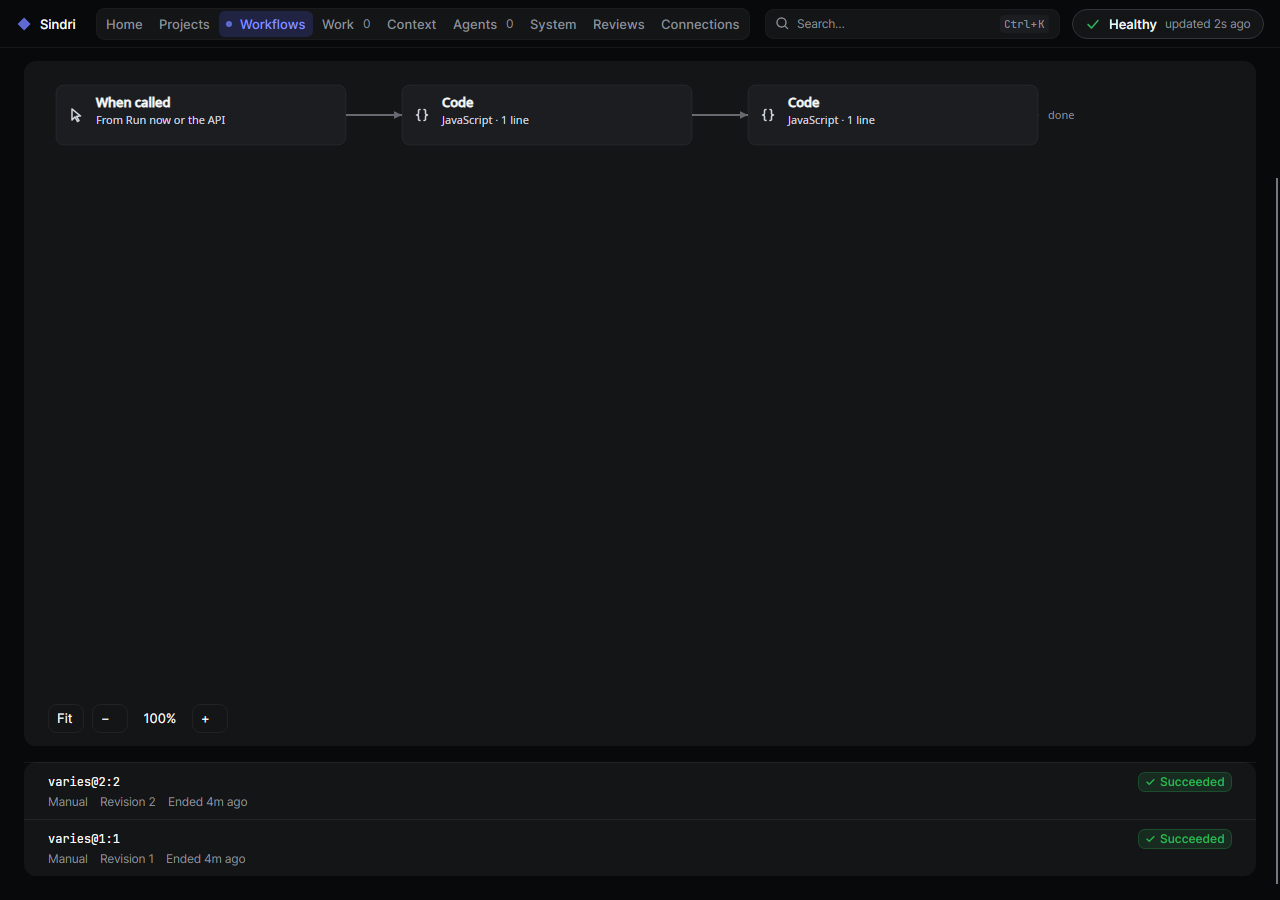 Sindri Home Projects Workflows Work 0 Context Agents 0 System Reviews Connections Search... Ctrl+K Healthy updated 2s ago
When called
From Run now or the API
Code
JavaScript · 1 line
Code
JavaScript · 1 line
done
Fit − 100% +
varies@2:2
Succeeded
Manual Revision 2 Ended 4m ago
varies@1:1
Succeeded
Manual Revision 1 Ended 4m ago